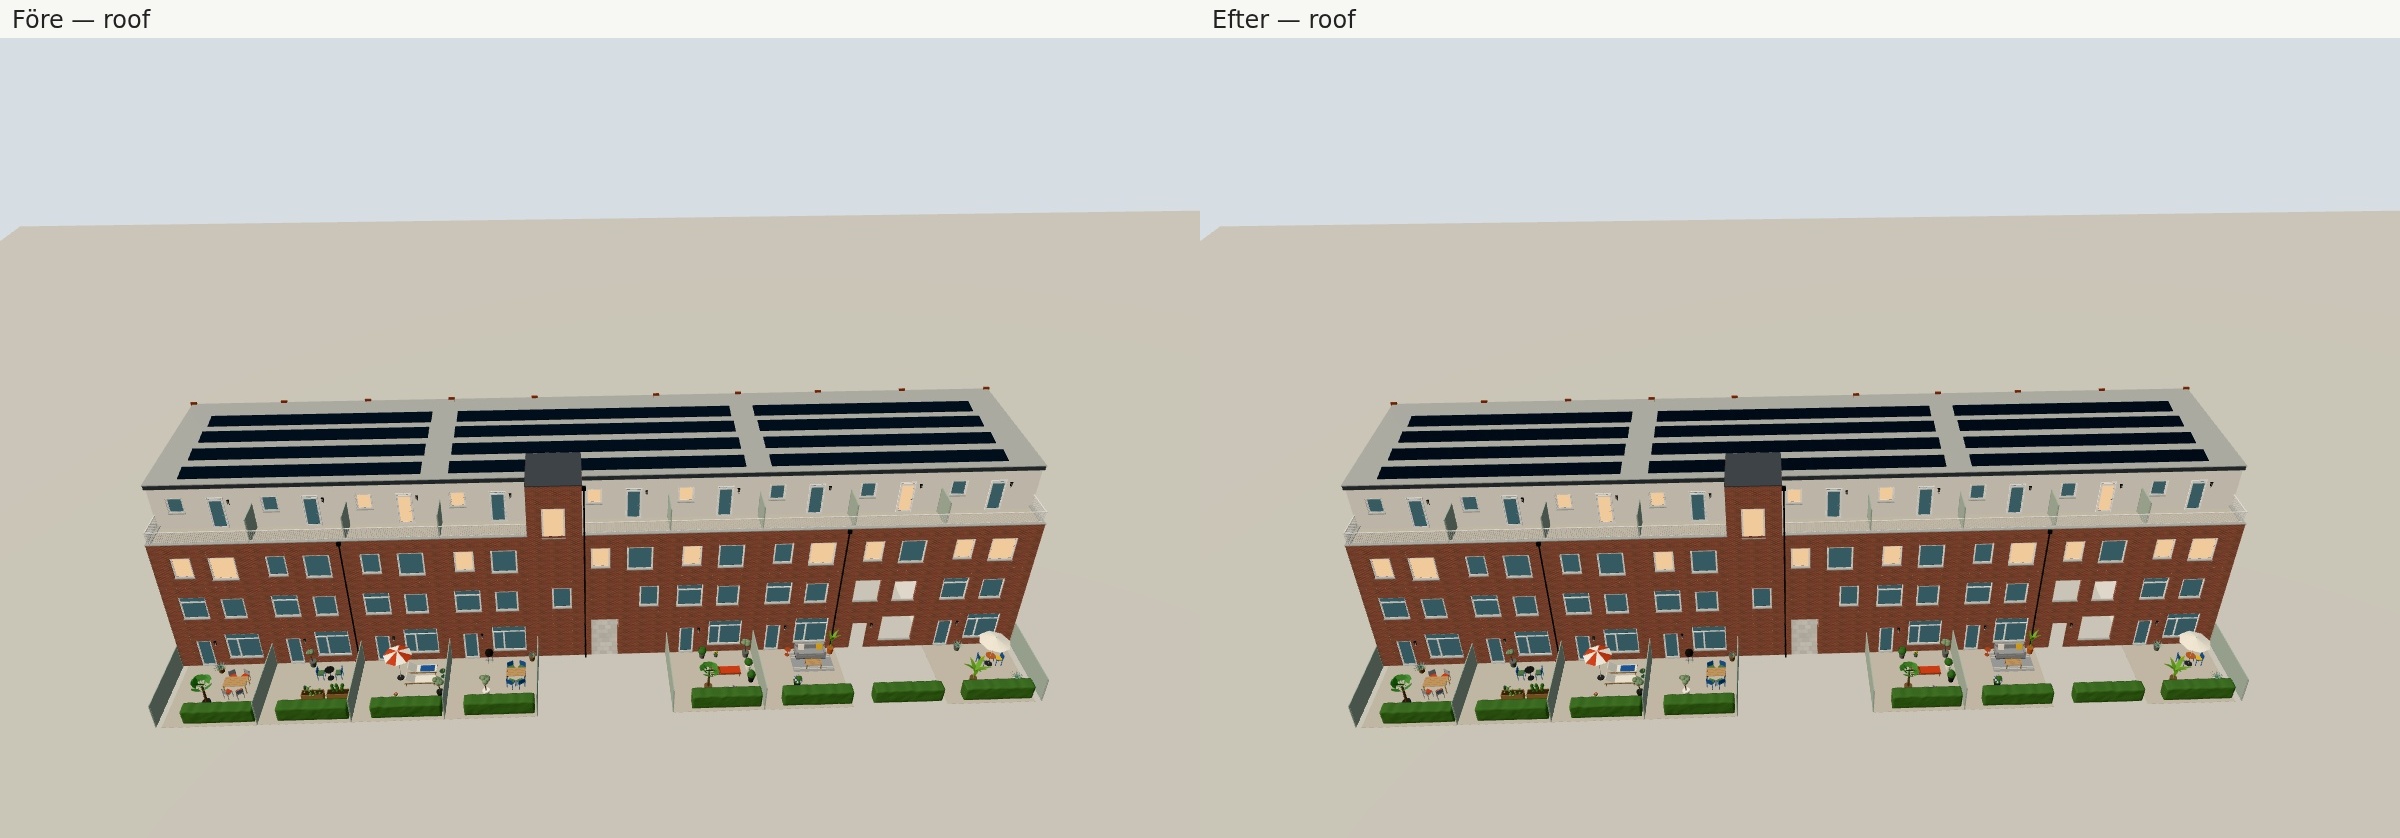 Före — roof
Efter — roof